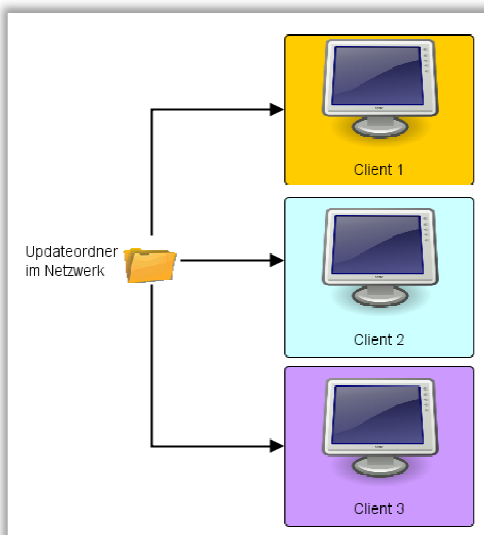 Client 1
Updateordner
im Netzwerk
Client 2
Client 3